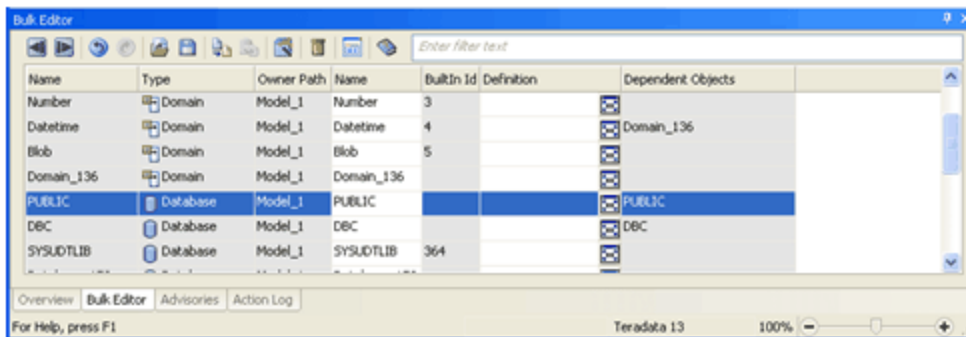 Bulk Editor
Enter filter text
Name Type Owner Path Name BuiltIn Id Definition Dependent Objects
Number Domain Model_1 Number 3
Datetime Domain Model_1 Datetime 4 Domain_136
Blob Domain Model_1 Blob 5
Domain_136 Domain Model_1 Domain_136
PUBLIC Database Model_1 PUBLIC PUBLIC
DBC Database Model_1 DBC DBC
SYSUDTLIB Database Model_1 SYSUDTLIB 364
Overview Bulk Editor Advisories Action Log
For Help, press F1 Teradata 13 100%